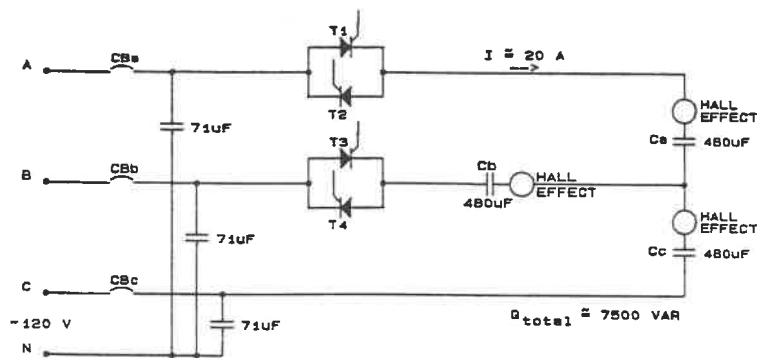 CBa
T1
A
I ≅ 20 A
T2
HALL
EFFECT
71uF
Ca
480uF
T3
CBb
B
Cb
HALL
EFFECT
480uF
T4
HALL
EFFECT
71uF
Cc
480uF
CBc
C
~120 V
71uF
Qtotal ≅ 7500 VAR
N